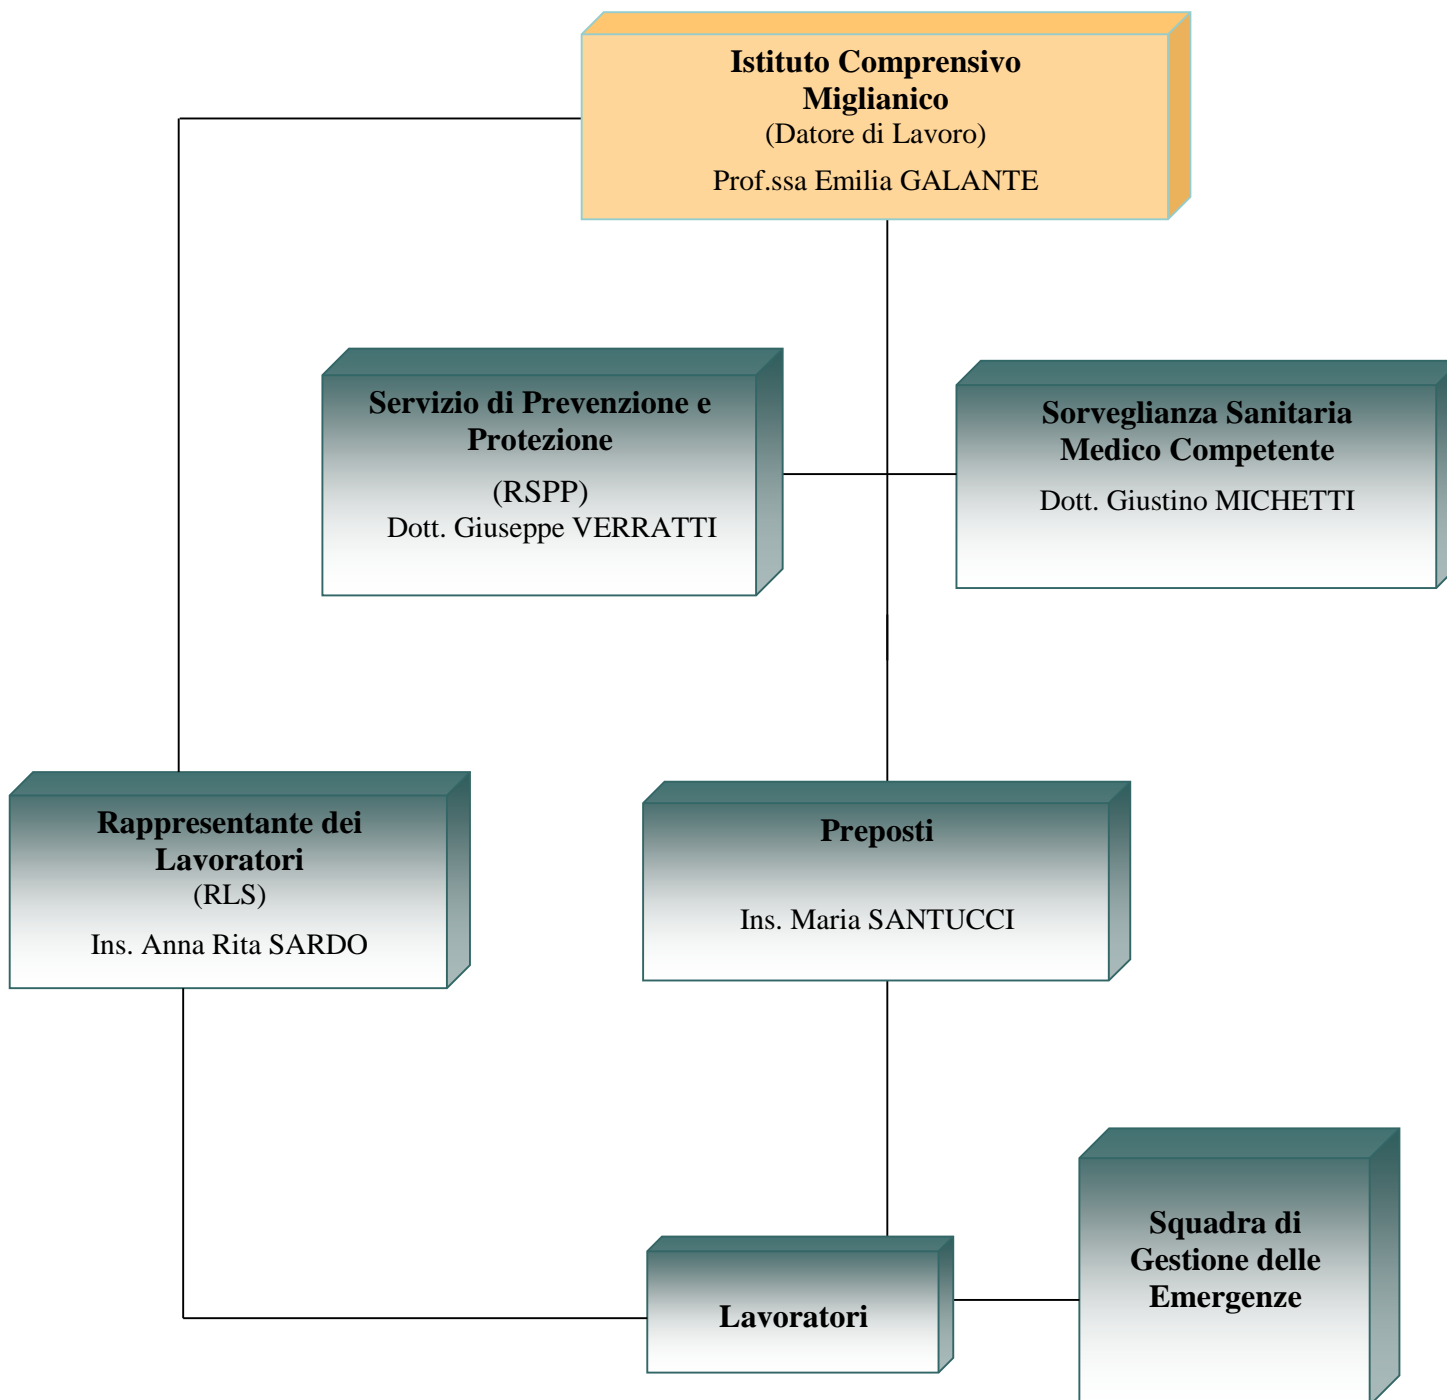 Istituto Comprensivo
Miglianico
(Datore di Lavoro)
Prof.ssa Emilia GALANTE
Servizio di Prevenzione e
Protezione
(RSPP)
Dott. Giuseppe VERRATTI
Sorveglianza Sanitaria
Medico Competente
Dott. Giustino MICHETTI
Rappresentante dei
Lavoratori
(RLS)
Ins. Anna Rita SARDO
Preposti
Ins. Maria SANTUCCI
Lavoratori
Squadra di
Gestione delle
Emergenze